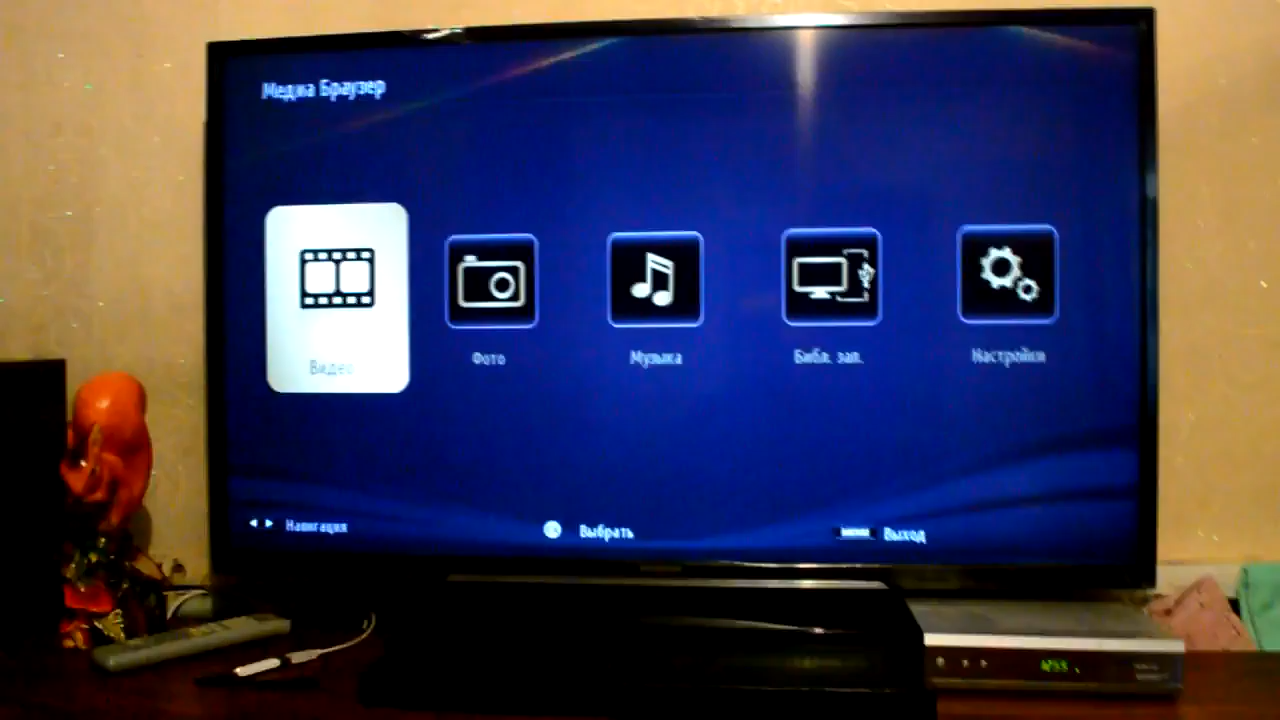 Медиа Браузер
Видео
Фото
Музыка
Библ. зап.
Настройки
Навигация
Выбрать
Выход